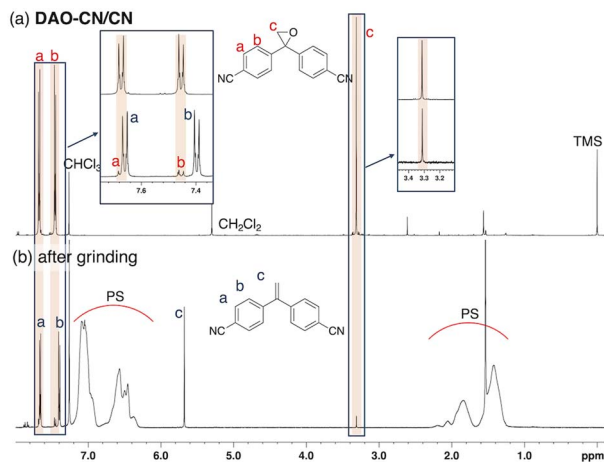 (a) DAO-CN/CN
a b
a
b
a b
7.6 7.4
c
O
a b
NC CN
c
3.4 3.3 3.2
TMS
CHCl3
CH2Cl2
(b) after grinding
a b
PS
c
a b c
NC CN
PS
7.0 6.0 5.0 4.0 3.0 2.0 1.0 ppm